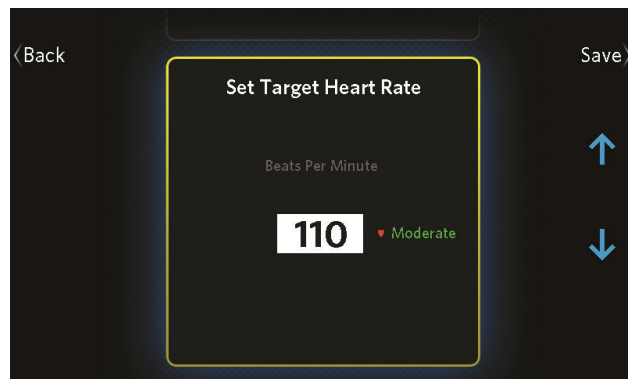 Back
Save
Set Target Heart Rate
Beats Per Minute
110
Moderate